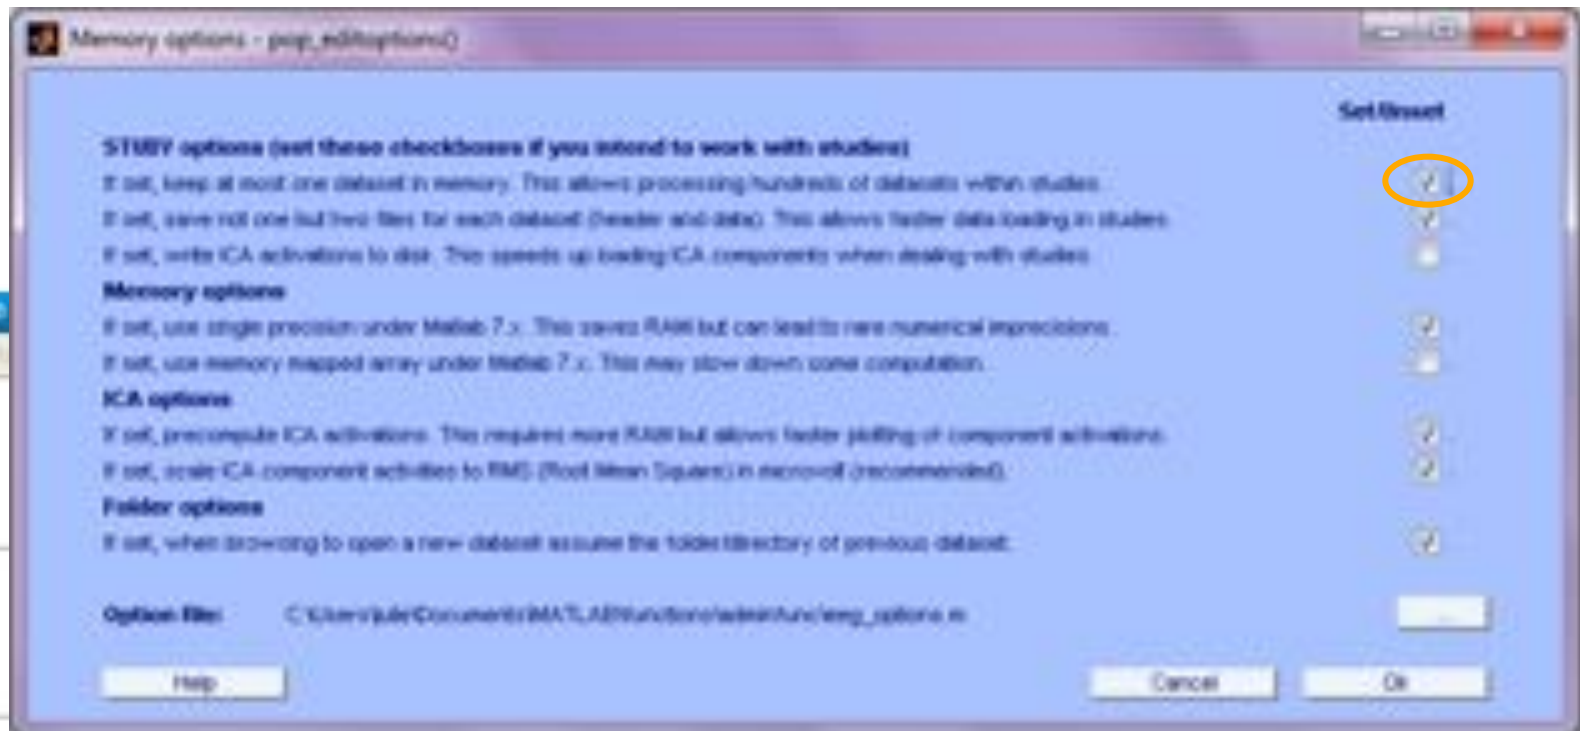 Memory options - pop_editoptions()
Set/Unset
STUDY options (set these checkboxes if you intend to work with studies)
If set, keep at most one dataset in memory. This allows processing hundreds of datasets within studies.
If set, save not one but two files for each dataset (header and data). This allows faster data loading in studies.
If set, write ICA activations to disk. This speeds up loading ICA components when dealing with studies.
Memory options
If set, use single precision under Matlab 7.x. This saves RAM but can lead to rare numerical imprecisions.
If set, use memory mapped array under Matlab 7.x. This may slow down some computation.
ICA options
If set, precompute ICA activations. This requires more RAM but allows faster plotting of component activations.
If set, scale ICA component activities to RMS (Root Mean Square) in microvolt (recommended).
Folder options
If set, when browsing to open a new dataset assume the folder/directory of previous dataset.
Option file: C:\Users\julie\Documents\MATLAB\functions\adminfunc\eeg_options.m
...
Help Cancel Ok